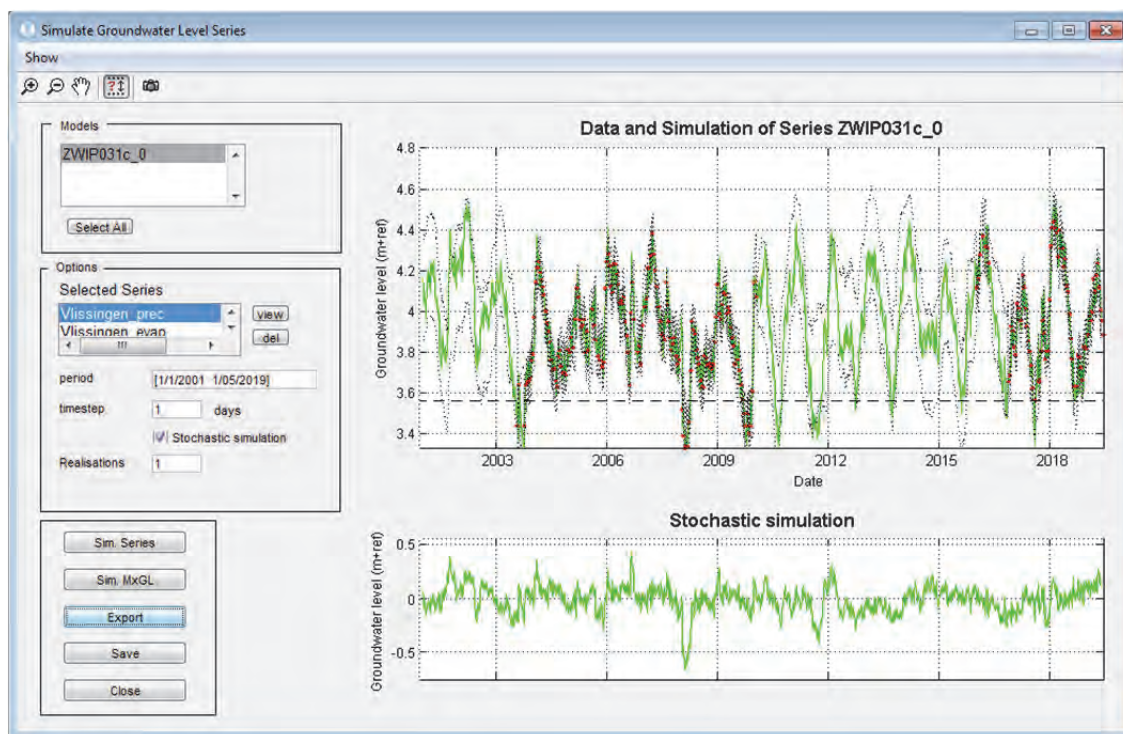 Simulate Groundwater Level Series
Show
Models
ZWIP031c_0
Select All
Options
Selected Series
Vlissingen_prec
Vlissingen_evap
view
del
period
[1/1/2001 1/05/2019]
timestep
1
days
Stochastic simulation
Realisations
1
Sim. Series
Sim. MxGL
Export
Save
Close
Data and Simulation of Series ZWIP031c_0
Groundwater level (m+ref)
4.8
4.6
4.4
4.2
4
3.8
3.6
3.4
2003 2006 2009 2012 2015 2018
Date
Stochastic simulation
Groundwater level (m+ref)
0.5
0
-0.5